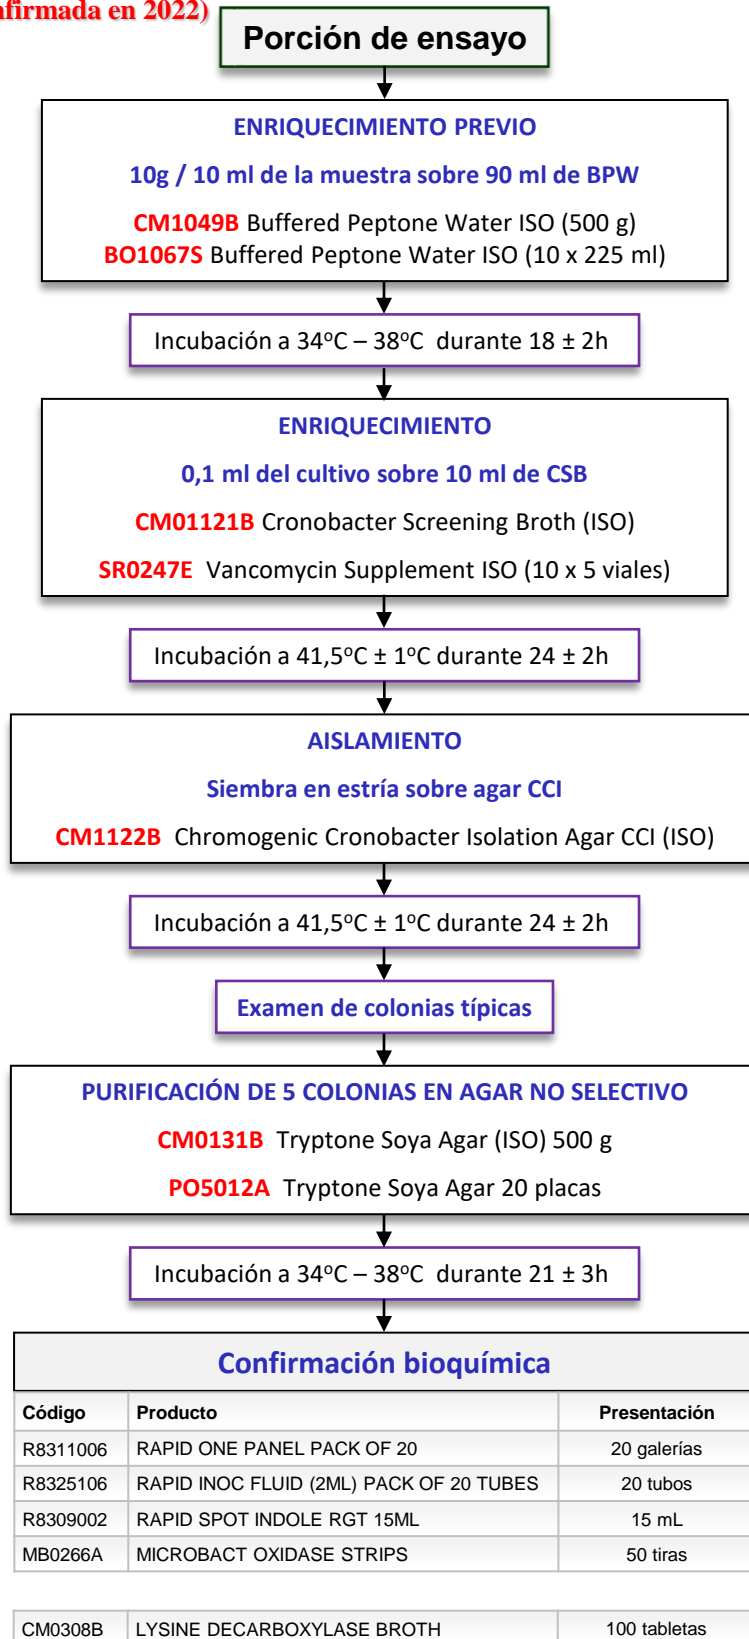 nfirmada en 2022)
Porción de ensayo
ENRIQUECIMIENTO PREVIO
10g / 10 ml de la muestra sobre 90 ml de BPW
CM1049B Buffered Peptone Water ISO (500 g)
BO1067S Buffered Peptone Water ISO (10 x 225 ml)
Incubación a 34ºC – 38ºC durante 18 ± 2h
ENRIQUECIMIENTO
0,1 ml del cultivo sobre 10 ml de CSB
CM01121B Cronobacter Screening Broth (ISO)
SR0247E Vancomycin Supplement ISO (10 x 5 viales)
Incubación a 41,5ºC ± 1ºC durante 24 ± 2h
AISLAMIENTO
Siembra en estría sobre agar CCI
CM1122B Chromogenic Cronobacter Isolation Agar CCI (ISO)
Incubación a 41,5ºC ± 1ºC durante 24 ± 2h
Examen de colonias típicas
PURIFICACIÓN DE 5 COLONIAS EN AGAR NO SELECTIVO
CM0131B Tryptone Soya Agar (ISO) 500 g
PO5012A Tryptone Soya Agar 20 placas
Incubación a 34ºC – 38ºC durante 21 ± 3h
Confirmación bioquímica
Código Producto Presentación
R8311006 RAPID ONE PANEL PACK OF 20 20 galerías
R8325106 RAPID INOC FLUID (2ML) PACK OF 20 TUBES 20 tubos
R8309002 RAPID SPOT INDOLE RGT 15ML 15 mL
MB0266A MICROBACT OXIDASE STRIPS 50 tiras
CM0308B LYSINE DECARBOXYLASE BROTH 100 tabletas